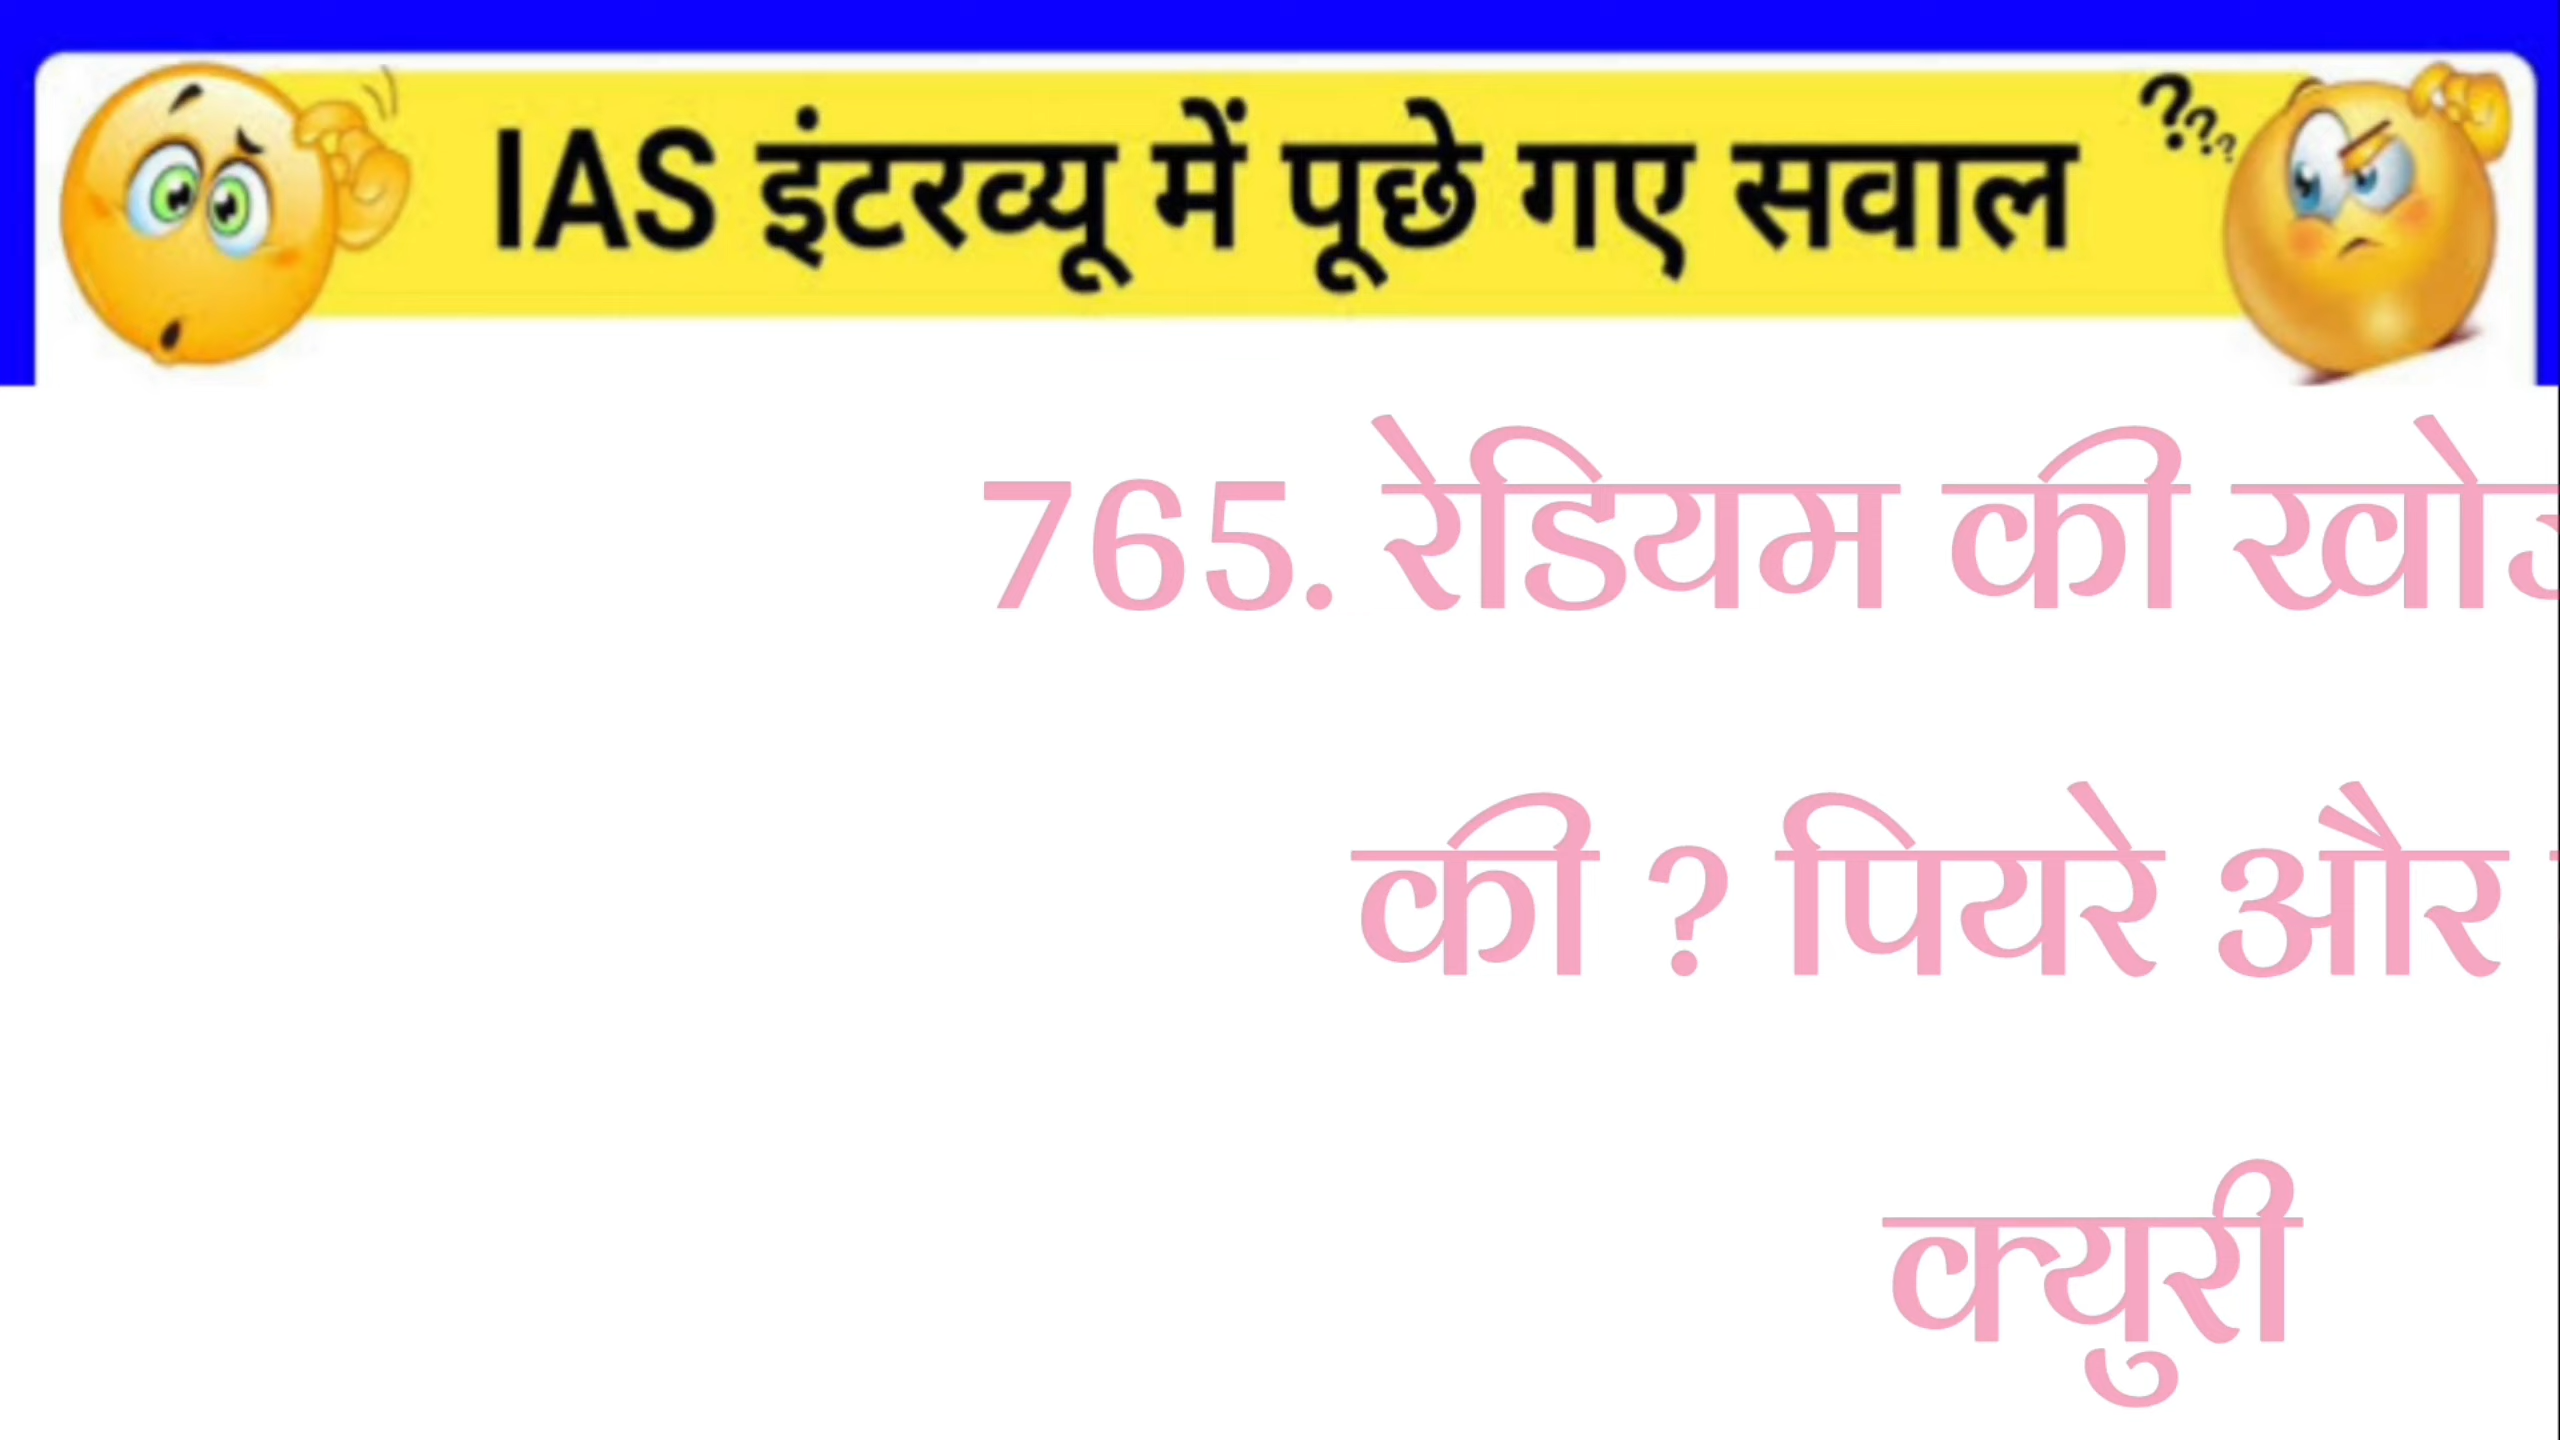 IAS इंटरव्यू में पूछे गए सवाल
???
765. रेडियम की
की ? पियरे और
क्युरी